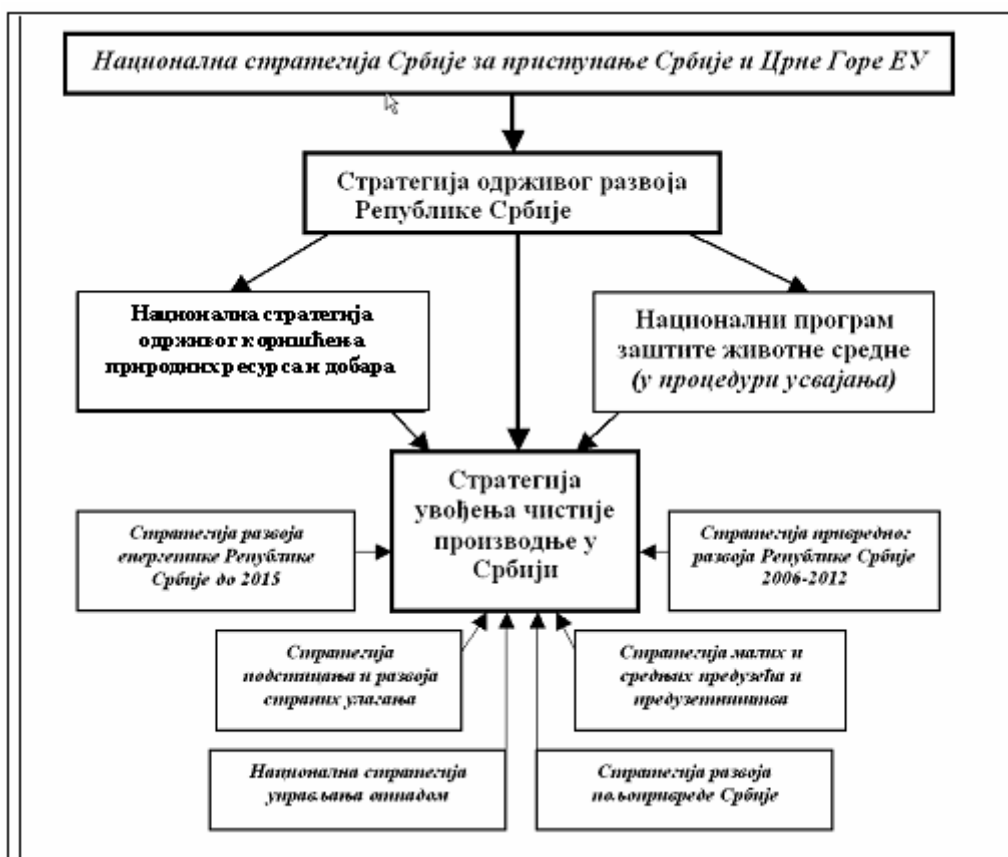 Национална стратегија Србије за приступање Србије и Црне Горе ЕУ
Стратегија одрживог развоја
Републике Србије
Национална стратегија
одрживог коришћења
природних ресурса и добара
Национални програм
заштите животне средне
(у процедури усвајања)
Стратегија
увођења чистије
производње у
Србији
Стратегија развоја
енергетике Републике
Србије до 2015
Стратегија привредног
развоја Републике Србије
2006-2012
Стратегија
подстицања и развоја
страних улагања
Стратегија малих и
средњих предузећа и
предузетништва
Национална стратегија
управљања отпадом
Стратегија развоја
пољопривреде Србије